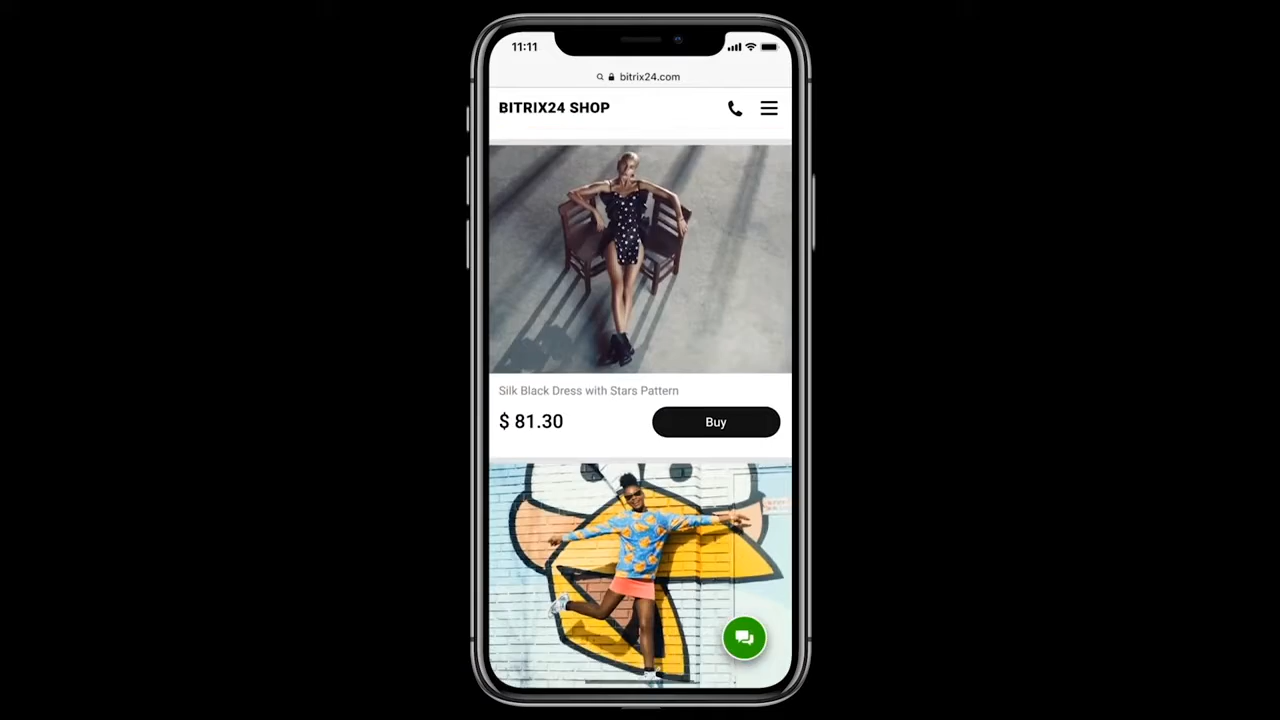 11:11
bitrix24.com
BITRIX24 SHOP
Silk Black Dress with Stars Pattern
$ 81.30
Buy